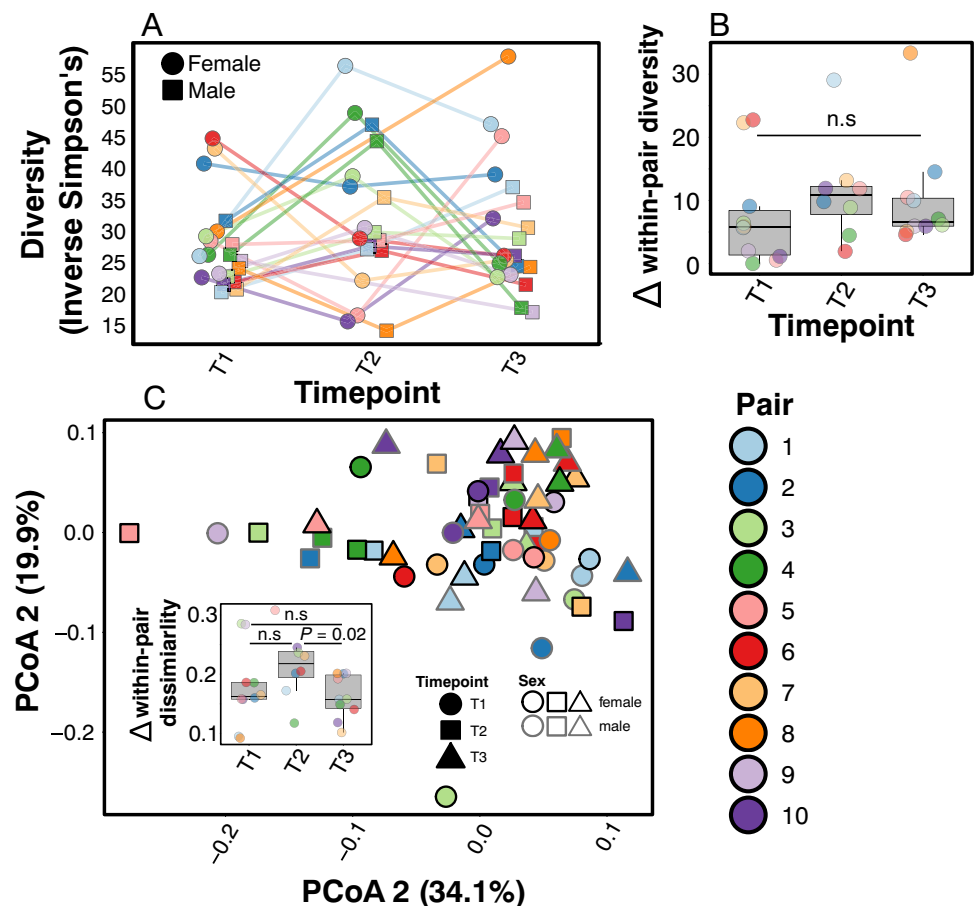 A
Female
Male
Diversity
(Inverse Simpson's)
55
50
45
40
35
30
25
20
15
T1
T2
T3
Timepoint
B
n.s
Δ within-pair diversity
30
20
10
0
T1
T2
T3
Timepoint
C
PCoA 2 (19.9%)
0.1
0.0
−0.1
−0.2
Δ within-pair
dissimiarlity
0.3
0.2
0.1
n.s
n.s
P = 0.02
T1
T2
T3
Timepoint
T1
T2
T3
Sex
female
male
−0.2
−0.1
0.0
0.1
PCoA 2 (34.1%)
Pair
1
2
3
4
5
6
7
8
9
10